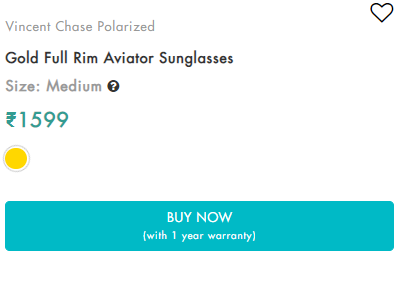 Vincent Chase Polarized
Gold Full Rim Aviator Sunglasses
Size: Medium ?
₹1599
BUY NOW
(with 1 year warranty)